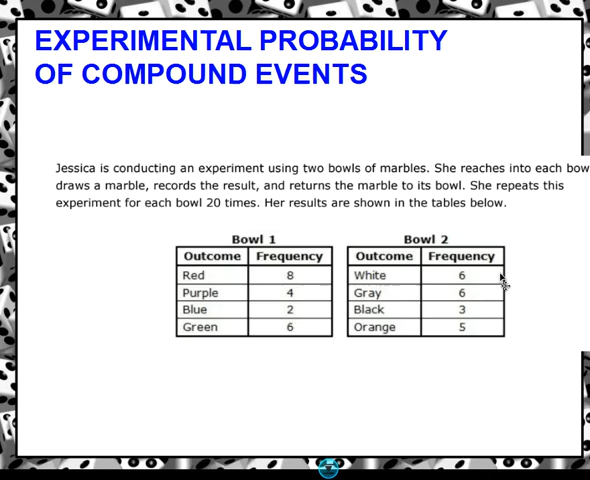 EXPERIMENTAL PROBABILITY
OF COMPOUND EVENTS
Jessica is conducting an experiment using two bowls of marbles. She reaches into each bow
draws a marble, records the result, and returns the marble to its bowl. She repeats this
experiment for each bowl 20 times. Her results are shown in the tables below.
Bowl 1
Outcome Frequency
Red 8
Purple 4
Blue 2
Green 6
Bowl 2
Outcome Frequency
White 6
Gray 6
Black 3
Orange 5